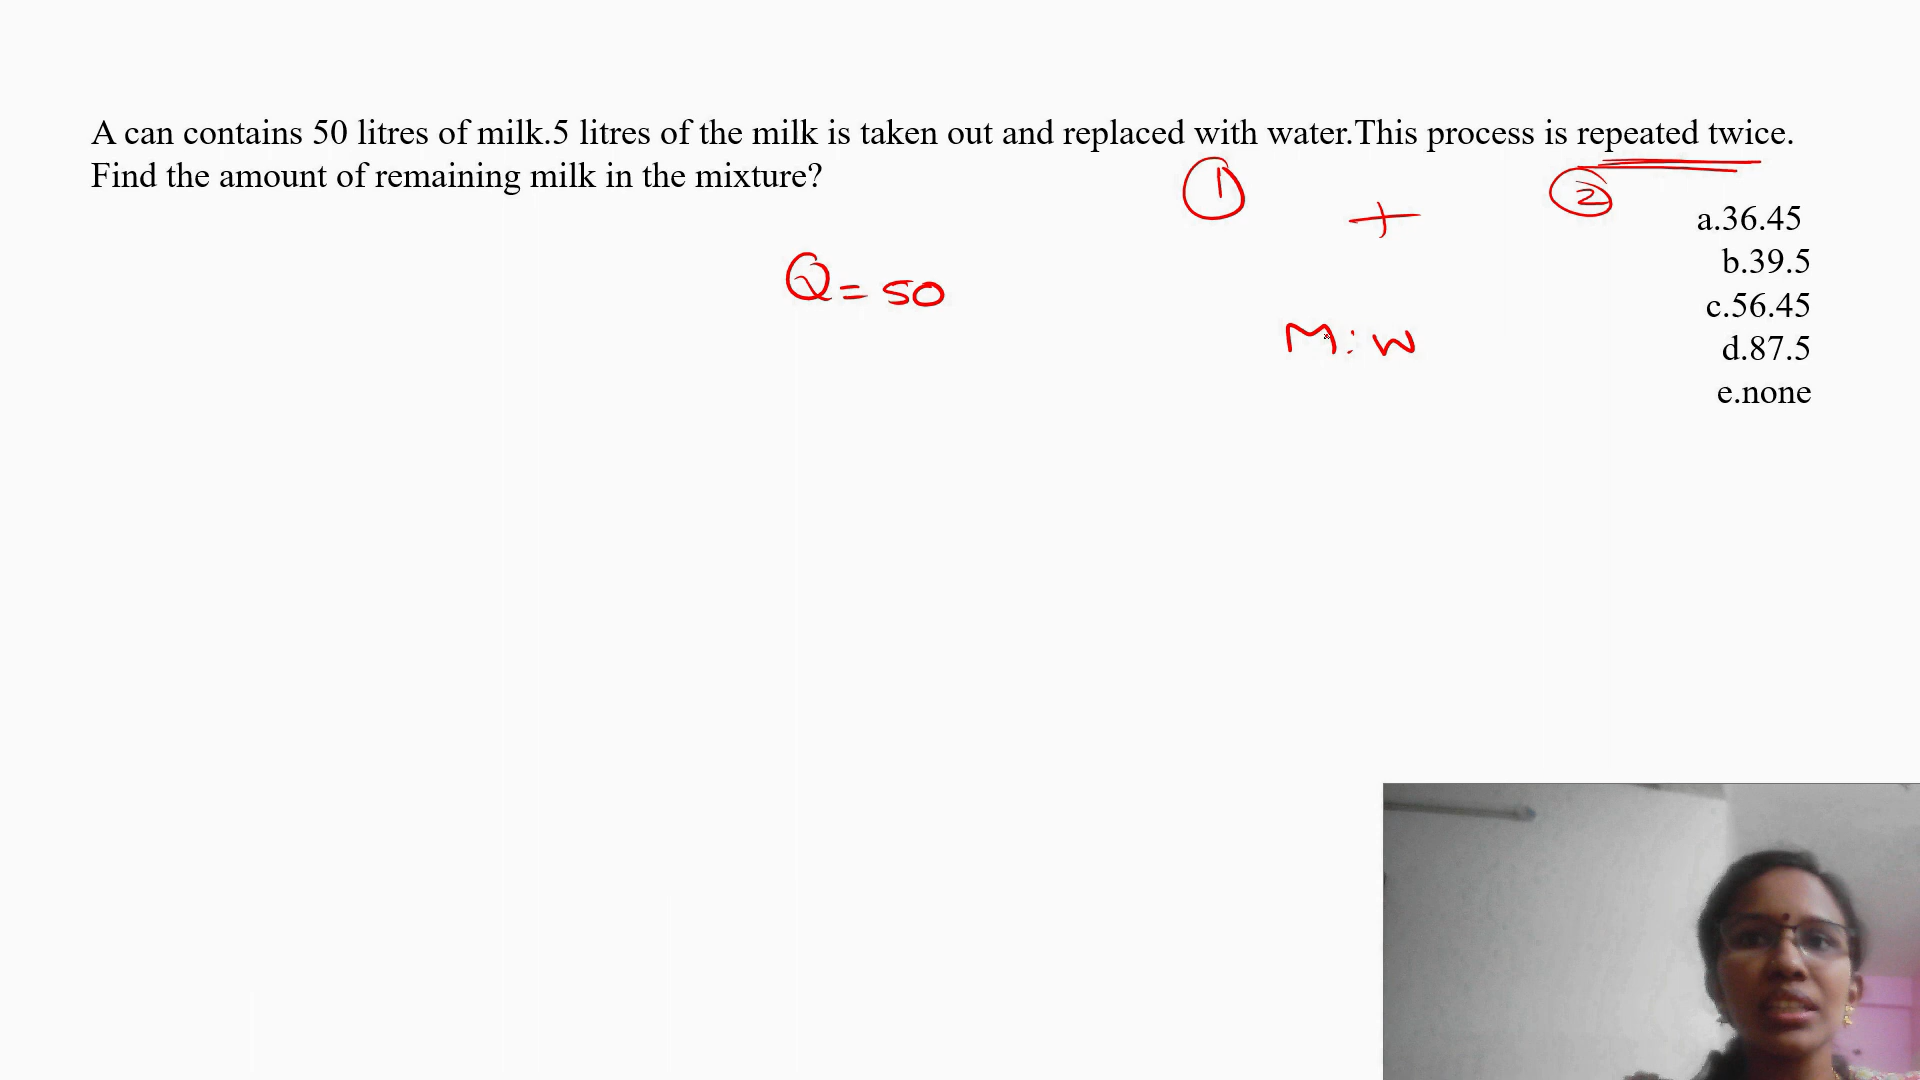 A can contains 50 litres of milk.5 litres of the milk is taken out and replaced with water.This process is repeated twice.
Find the amount of remaining milk in the mixture?
1 + 2
a.36.45
b.39.5
c.56.45
d.87.5
e.none
Q = 50
M : W